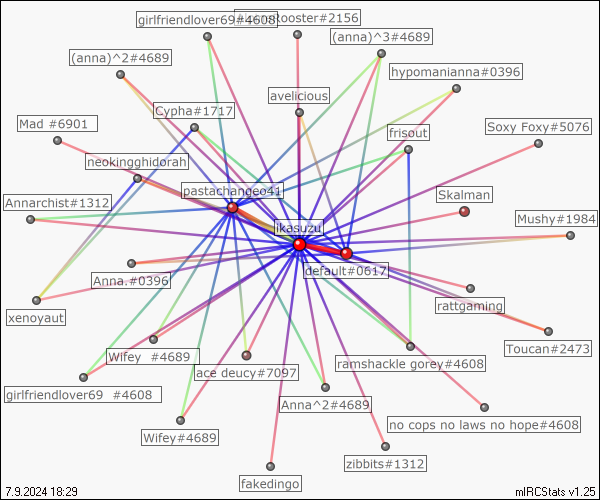 girlfriendlover69#4608
Rooster#2156
(anna)^3#4689
(anna)^2#4689
hypomanianna#0396
avelicious
Cypha#1717
Mad #6901
frisout
Soxy Foxy#5076
neokingghidorah
pastachangeo41
Skalman
Annarchist#1312
Mushy#1984
ikasuzu
default#0617
Anna.#0396
rattgaming
xenoyaut
Toucan#2473
Wifey #4689
ace deucy#7097
ramshackle gorey#4608
girlfriendlover69 #4608
Anna^2#4689
no cops no laws no hope#4608
Wifey#4689
zibbits#1312
fakedingo
7.9.2024 18:29
mIRCStats v1.25